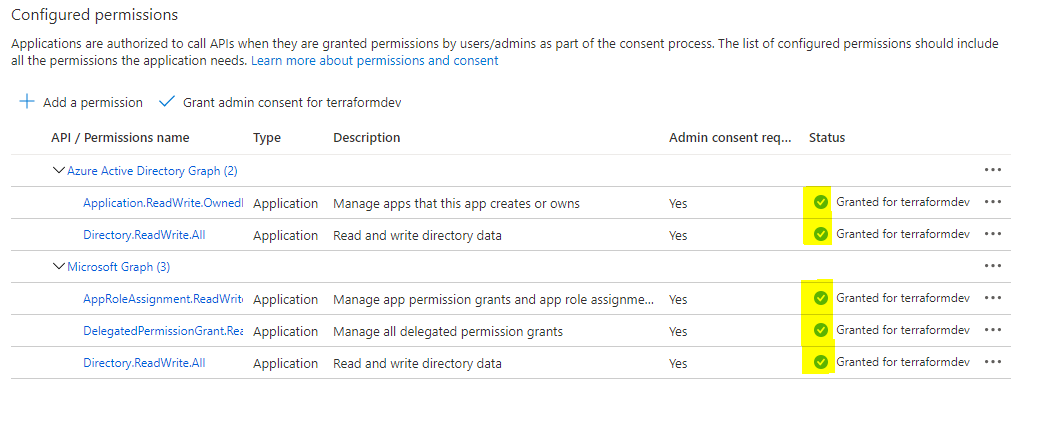 Configured permissions
Applications are authorized to call APIs when they are granted permissions by users/admins as part of the consent process. The list of configured permissions should include
all the permissions the application needs. Learn more about permissions and consent
Add a permission Grant admin consent for terraformdev
API / Permissions name Type Description Admin consent req... Status
Azure Active Directory Graph (2) ...
Application.ReadWrite.Owned Application Manage apps that this app creates or owns Yes Granted for terraformdev ...
Directory.ReadWrite.All Application Read and write directory data Yes Granted for terraformdev ...
Microsoft Graph (3) ...
AppRoleAssignment.ReadWrit Application Manage app permission grants and app role assignme... Yes Granted for terraformdev ...
DelegatedPermissionGrant.Rea Application Manage all delegated permission grants Yes Granted for terraformdev ...
Directory.ReadWrite.All Application Read and write directory data Yes Granted for terraformdev ...